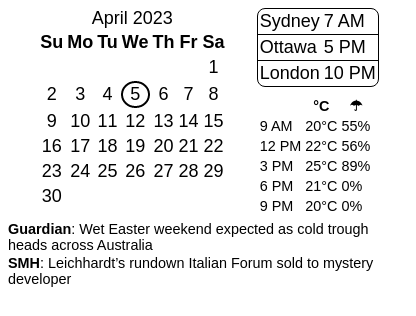 April 2023
Su Mo Tu We Th Fr Sa
1
2 3 4 5 6 7 8
9 10 11 12 13 14 15
16 17 18 19 20 21 22
23 24 25 26 27 28 29
30
Sydney 7 AM
Ottawa 5 PM
London 10 PM
°C ☂
9 AM 20°C 55%
12 PM 22°C 56%
3 PM 25°C 89%
6 PM 21°C 0%
9 PM 20°C 0%
Guardian: Wet Easter weekend expected as cold trough
heads across Australia
SMH: Leichhardt’s rundown Italian Forum sold to mystery
developer